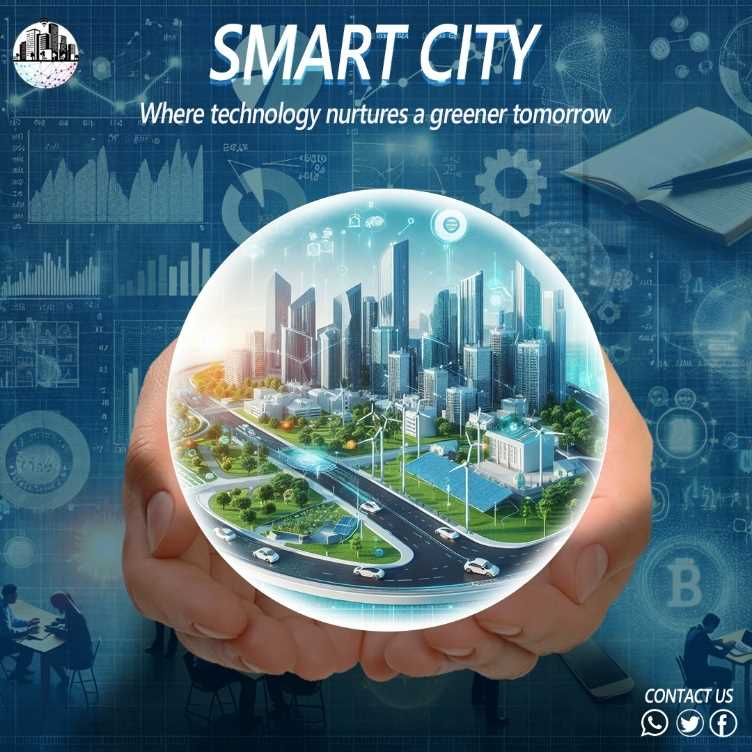 SMART CITY
Where technology nurtures a greener tomorrow
CONTACT US